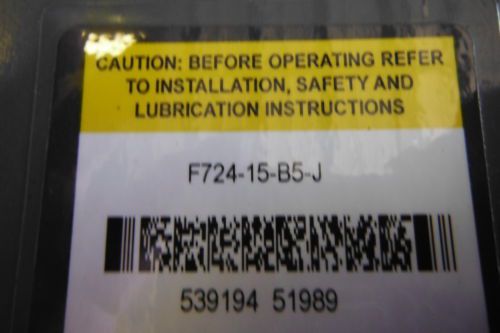 CAUTION: BEFORE OPERATING REFER
TO INSTALLATION, SAFETY AND
LUBRICATION INSTRUCTIONS
F724-15-B5-J
539194 51989